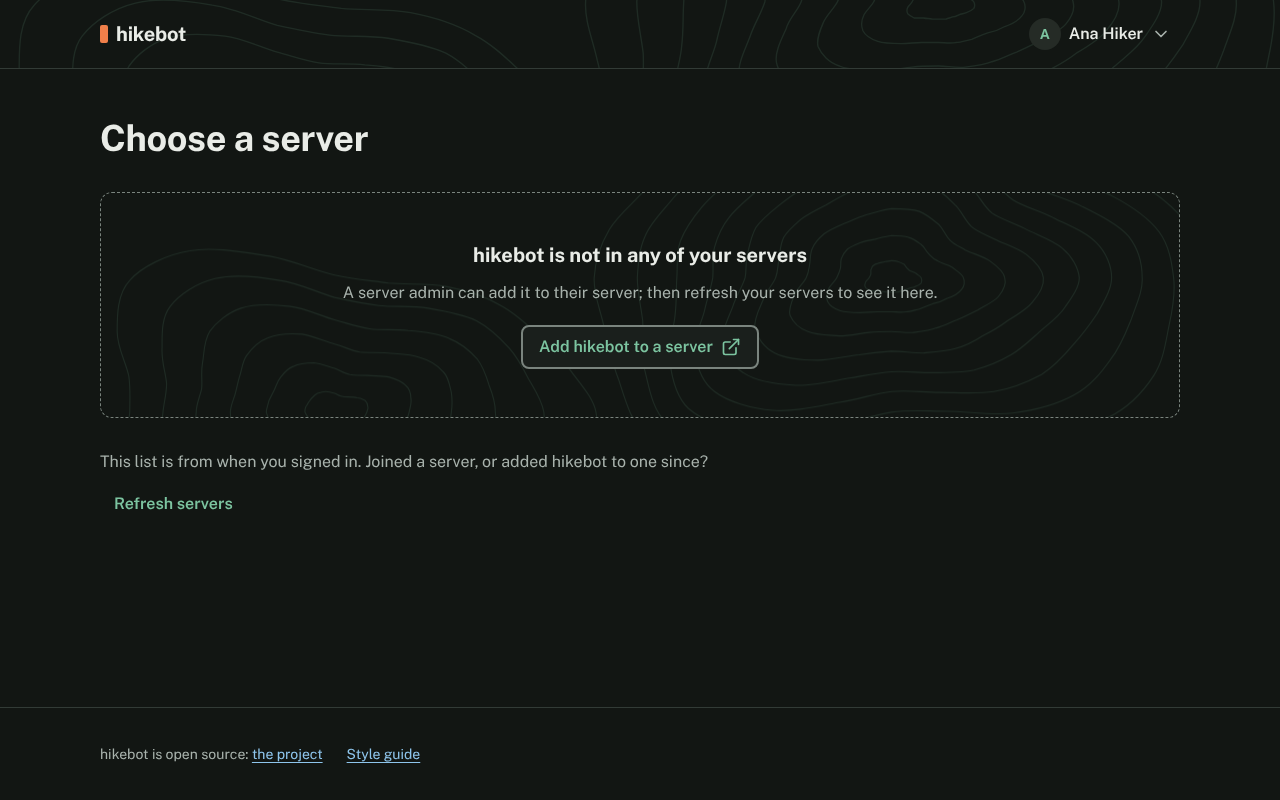 hikebot
A
Ana Hiker
Choose a server
hikebot is not in any of your servers
A server admin can add it to their server; then refresh your servers to see it here.
Add hikebot to a server
This list is from when you signed in. Joined a server, or added hikebot to one since?
Refresh servers
hikebot is open source: the project
Style guide